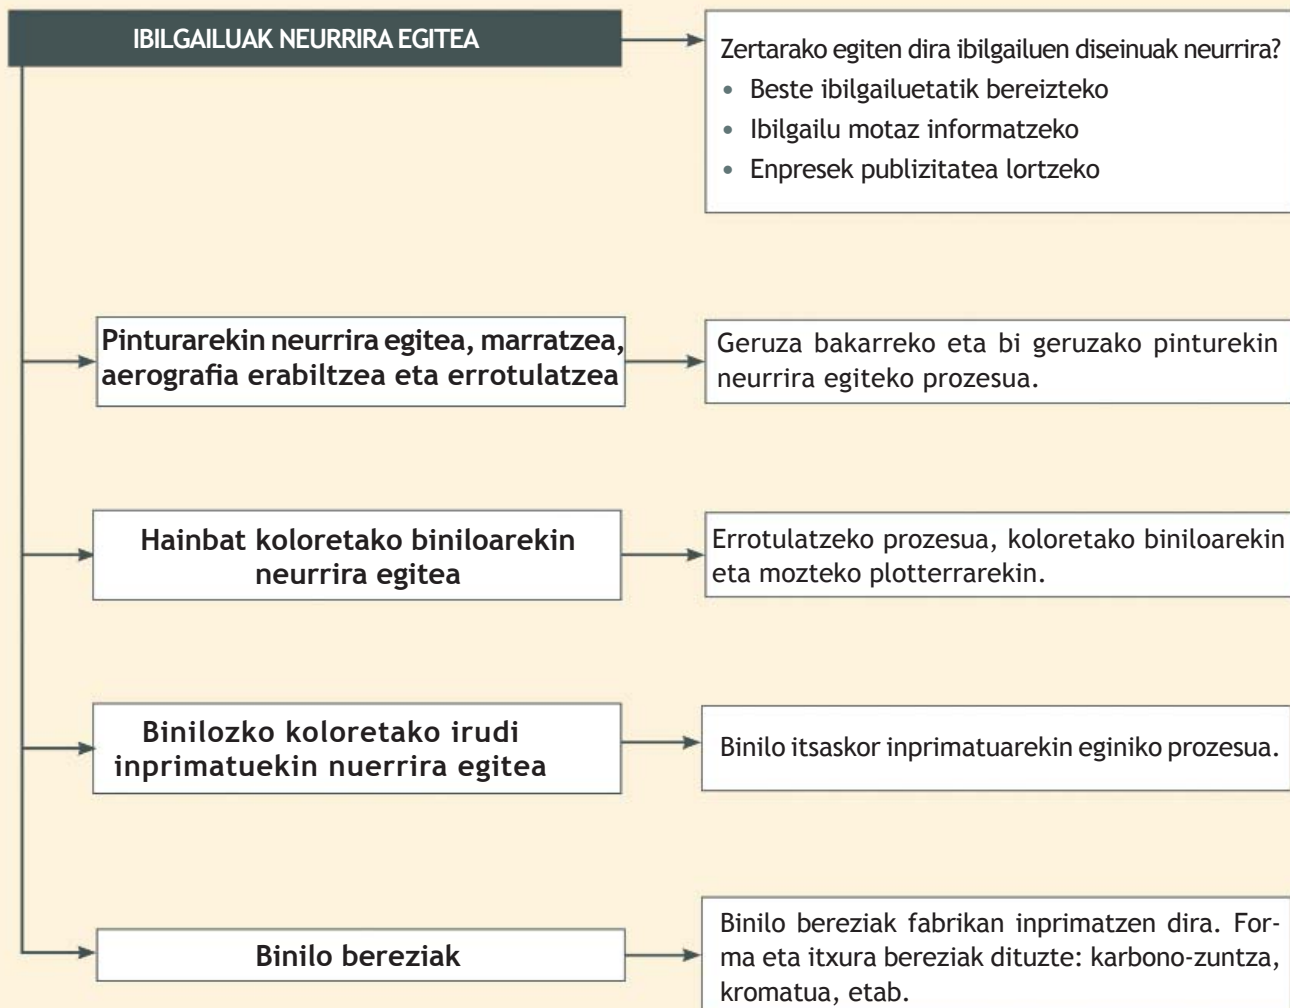 IBILGAILUAK NEURRIRA EGITEA
Zertarako egiten dira ibilgailuen diseinuak neurrira?
• Beste ibilgailuetatik bereizteko
• Ibilgailu motaz informatzeko
• Enpresek publizitatea lortzeko
Pinturarekin neurrira egitea, marratzea,
aerografia erabiltzea eta errotulatzea
Geruza bakarreko eta bi geruzako pinturekin
neurrira egiteko prozesua.
Hainbat koloretako biniloarekin
neurrira egitea
Errotulatzeko prozesua, koloretako biniloarekin
eta mozteko plotterrarekin.
Binilozko koloretako irudi
inprimatuekin nuerrira egitea
Binilo itsaskor inprimatuarekin eginiko prozesua.
Binilo bereziak
Binilo bereziak fabrikan inprimatzen dira. For-
ma eta itxura bereziak dituzte: karbono-zuntza,
kromatua, etab.